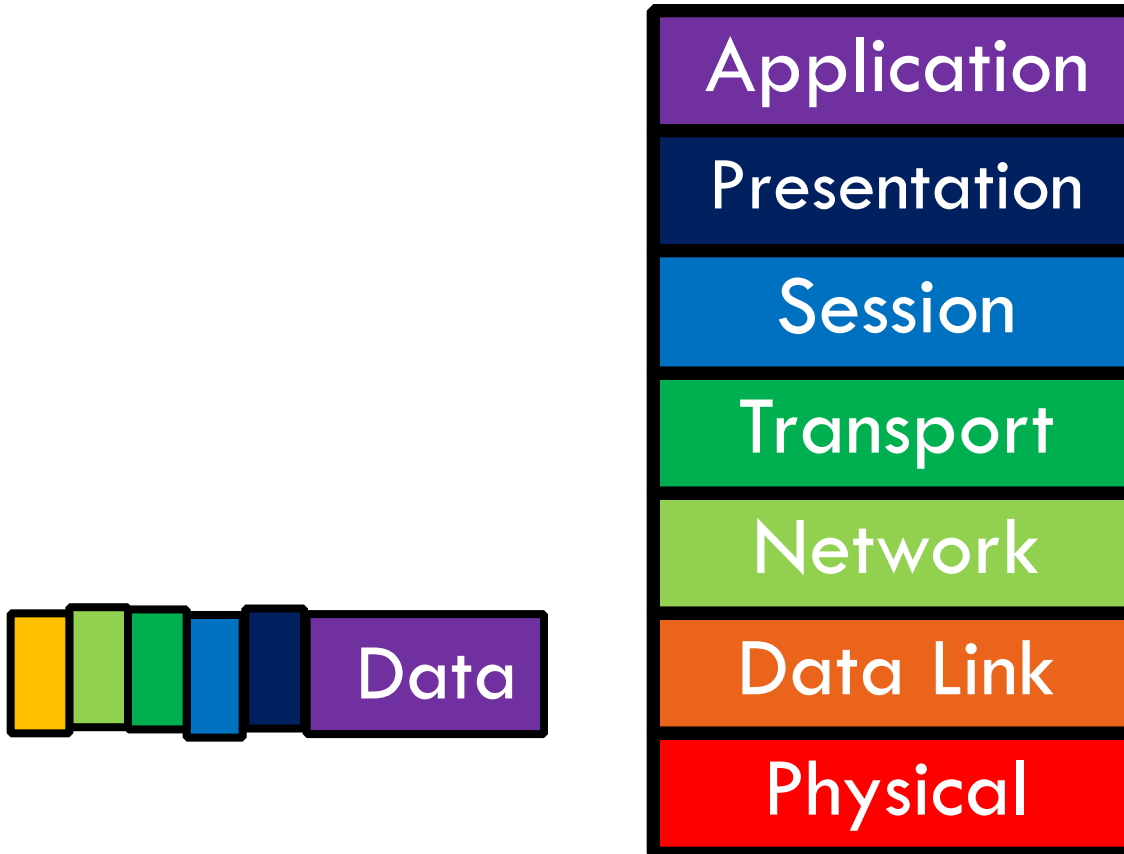 Application
Presentation
Session
Transport
Network
Data Link
Physical
Data